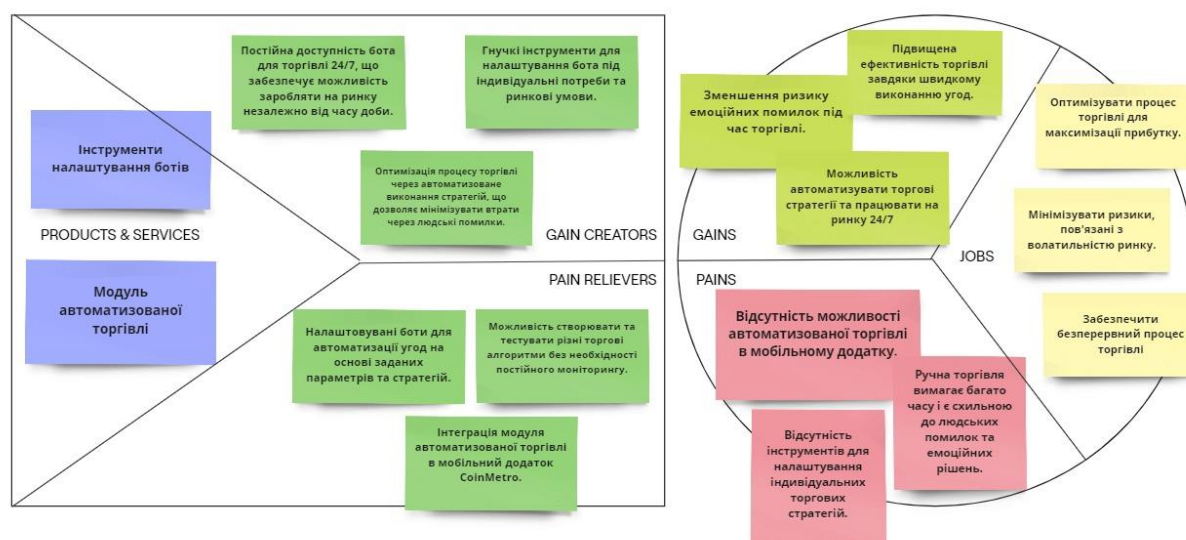 Постійна доступність бота
для торгівлі 24/7, що
забезпечує можливість
заробляти на ринку
незалежно від часу доби.
Гнучкі інструменти для
налаштування бота під
індивідуальні потреби та
ринкові умови.
Оптимізація процесу торгівлі
через автоматизоване
виконання стратегій, що
дозволяє мінімізувати втрати
через людські помилки.
GAIN CREATORS
Інструменти
налаштування ботів
PRODUCTS & SERVICES
Модуль
автоматизованої
торгівлі
PAIN RELIEVERS
Налаштовувані боти для
автоматизації угод на
основі заданих
параметрів та стратегій.
Можливість створювати та
тестувати різні торгові
алгоритми без необхідності
постійного моніторингу.
Інтеграція модуля
автоматизованої торгівлі
в мобільний додаток
CoinMetro.
Зменшення ризику
емоційних помилок під
час торгівлі.
Підвищена
ефективність торгівлі
завдяки швидкому
виконанню угод.
Можливість
автоматизувати торгові
стратегії та працювати на
ринку 24/7
GAINS
PAINS
Відсутність можливості
автоматизованої торгівлі
в мобільному додатку.
Ручна торгівля
вимагає багато
часу і є схильною
до людських
помилок та
емоційних
рішень.
Відсутність
інструментів для
налаштування
індивідуальних
торгових
стратегій.
Оптимізувати процес
торгівлі для
максимізації прибутку.
Мінімізувати ризики,
пов'язані з
волатильністю ринку.
JOBS
Забезпечити
безперервний процес
торгівлі